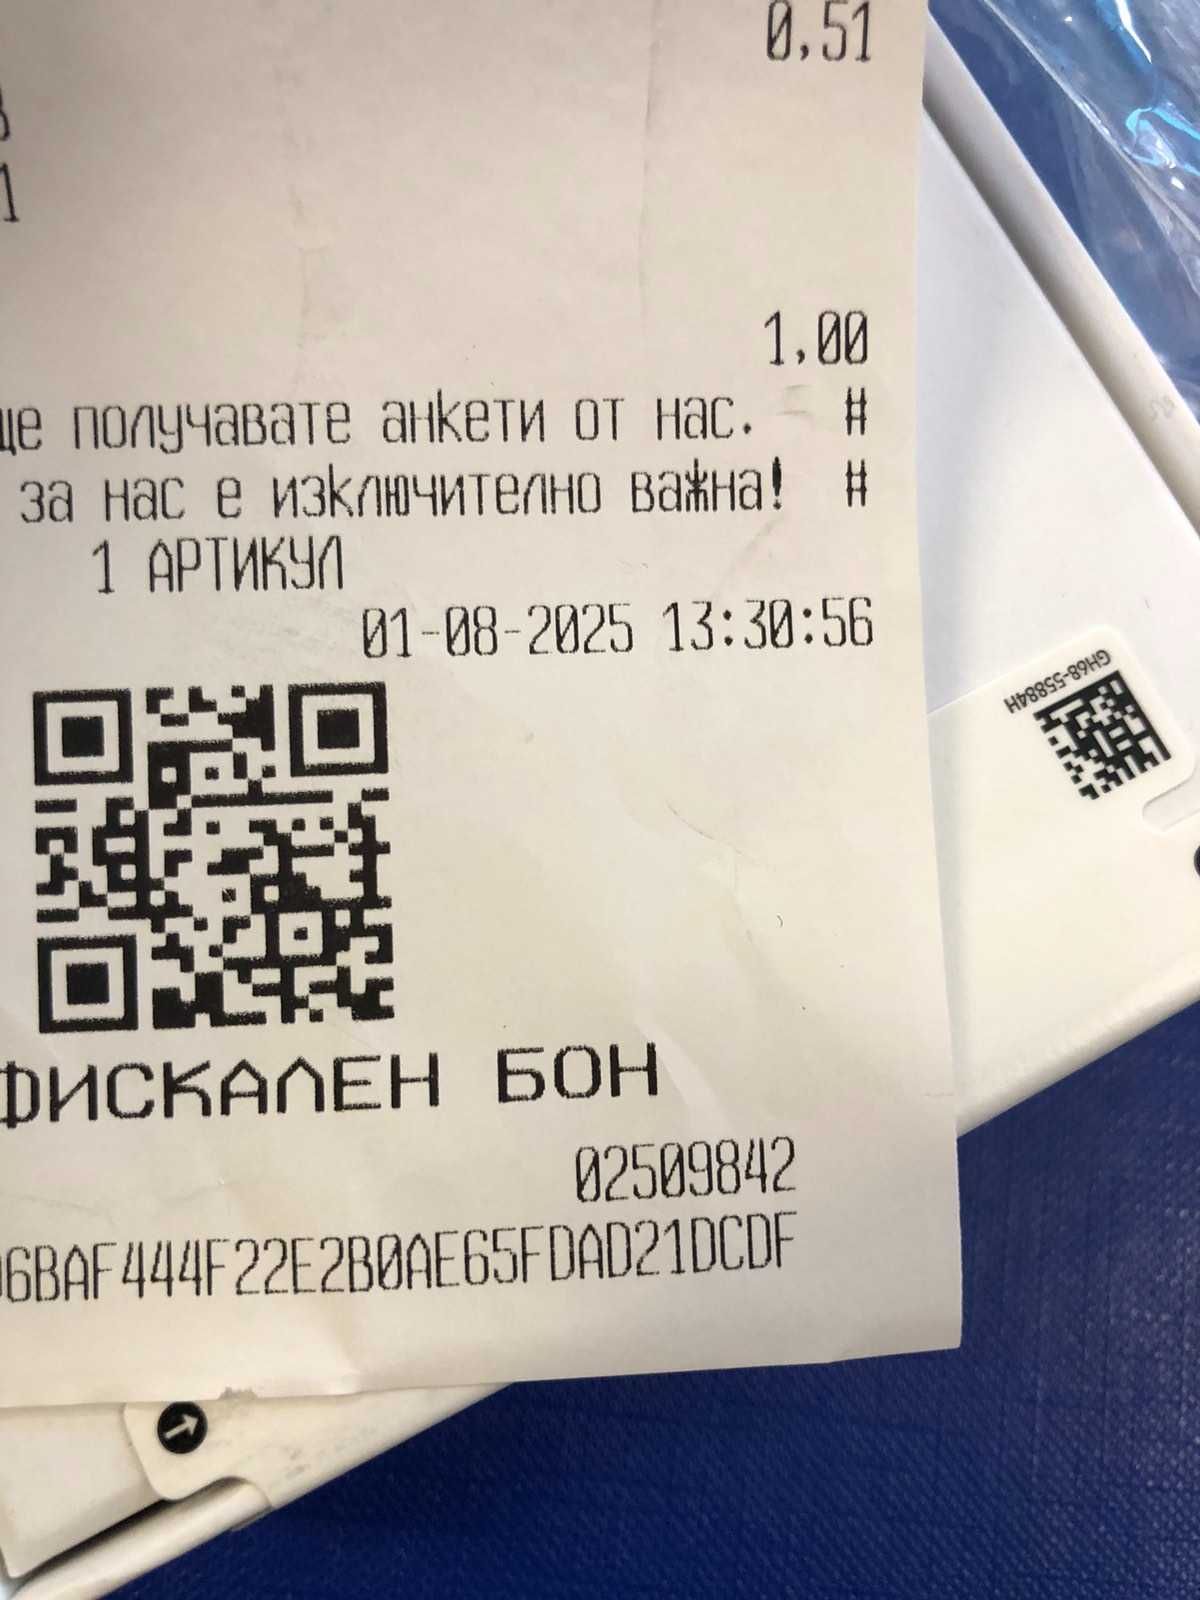 0,51
1
1,00
ще получавате анкети от нас. #
за нас е изключително важна! #
1 АРТИКУЛ
01-08-2025 13:30:56
GH68-55884H
ФИСКАЛЕН БОН
02509842
6BAF444F22E2B0AE65FDAD21DCDF